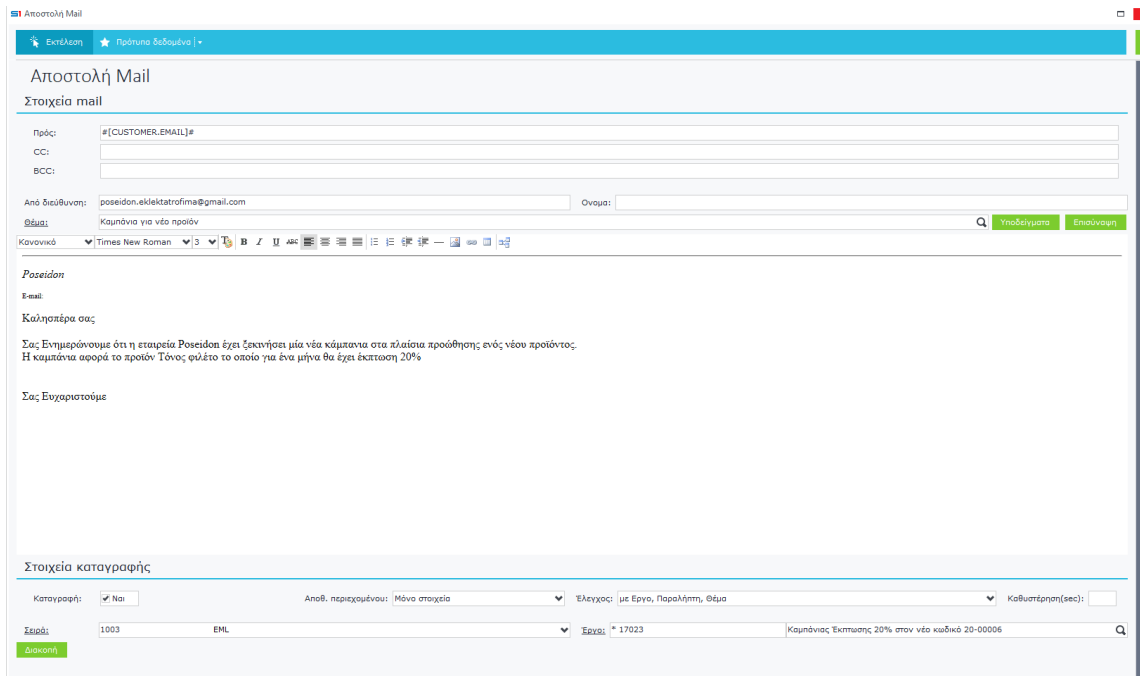 S1 Αποστολή Mail
Εκτέλεση Πρότυπα δεδομένα
Αποστολή Mail
Στοιχεία mail
Πρός: #[CUSTOMER.EMAIL]#
CC:
BCC:
Από διεύθυνση: poseidon.eklektatrofima@gmail.com Ονομα:
Θέμα: Καμπάνια για νέο προϊόν Υποδείγματα Επισύναψη
Κανονικό Times New Roman 3 B I U ABC
Poseidon
E-mail:
Καλησπέρα σας
Σας Ενημερώνουμε ότι η εταιρεία Poseidon έχει ξεκινήσει μία νέα κάμπανια στα πλαίσια προώθησης ενός νέου προϊόντος.
Η καμπάνια αφορά το προϊόν Τόνος φιλέτο το οποίο για ένα μήνα θα έχει έκπτωση 20%
Σας Ευχαριστούμε
Στοιχεία καταγραφής
Καταγραφή: Ναι Αποθ. περιεχομένου: Μόνο στοιχεία Έλεγχος: με Εργο, Παραλήπτη, Θέμα Καθυστέρηση(sec):
Σειρά: 1003 EML Έργο: * 17023 Καμπάνιας Έκπτωσης 20% στον νέο κωδικό 20-00006
Διακοπή